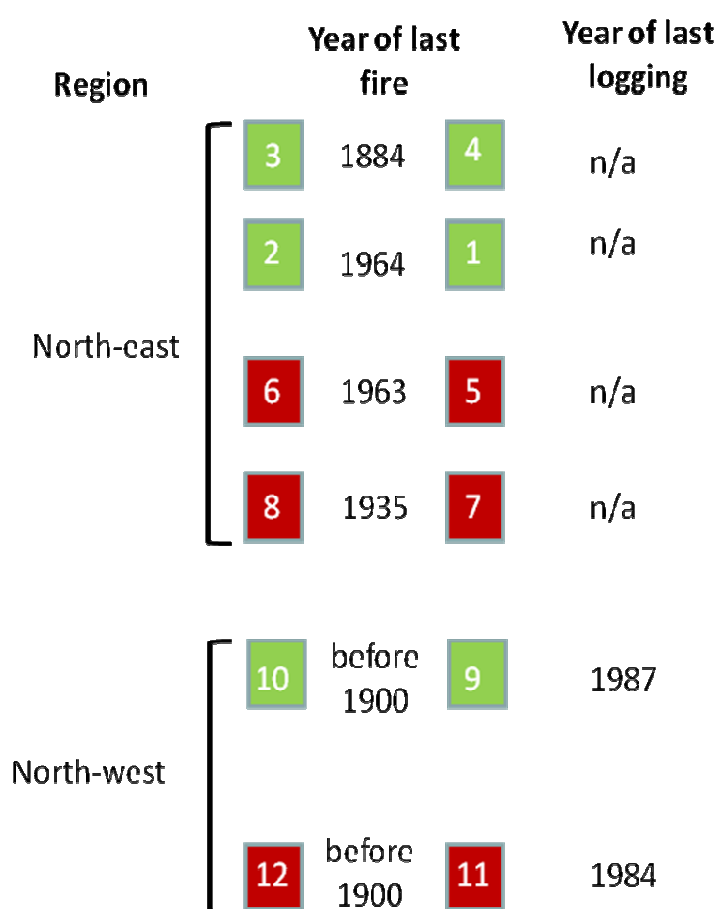 Region
Year of last
fire
Year of last
logging
3 1884 4 n/a
2 1964 1 n/a
North-east
6 1963 5 n/a
8 1935 7 n/a
10 before
1900 9 1987
North-west
12 before
1900 11 1984